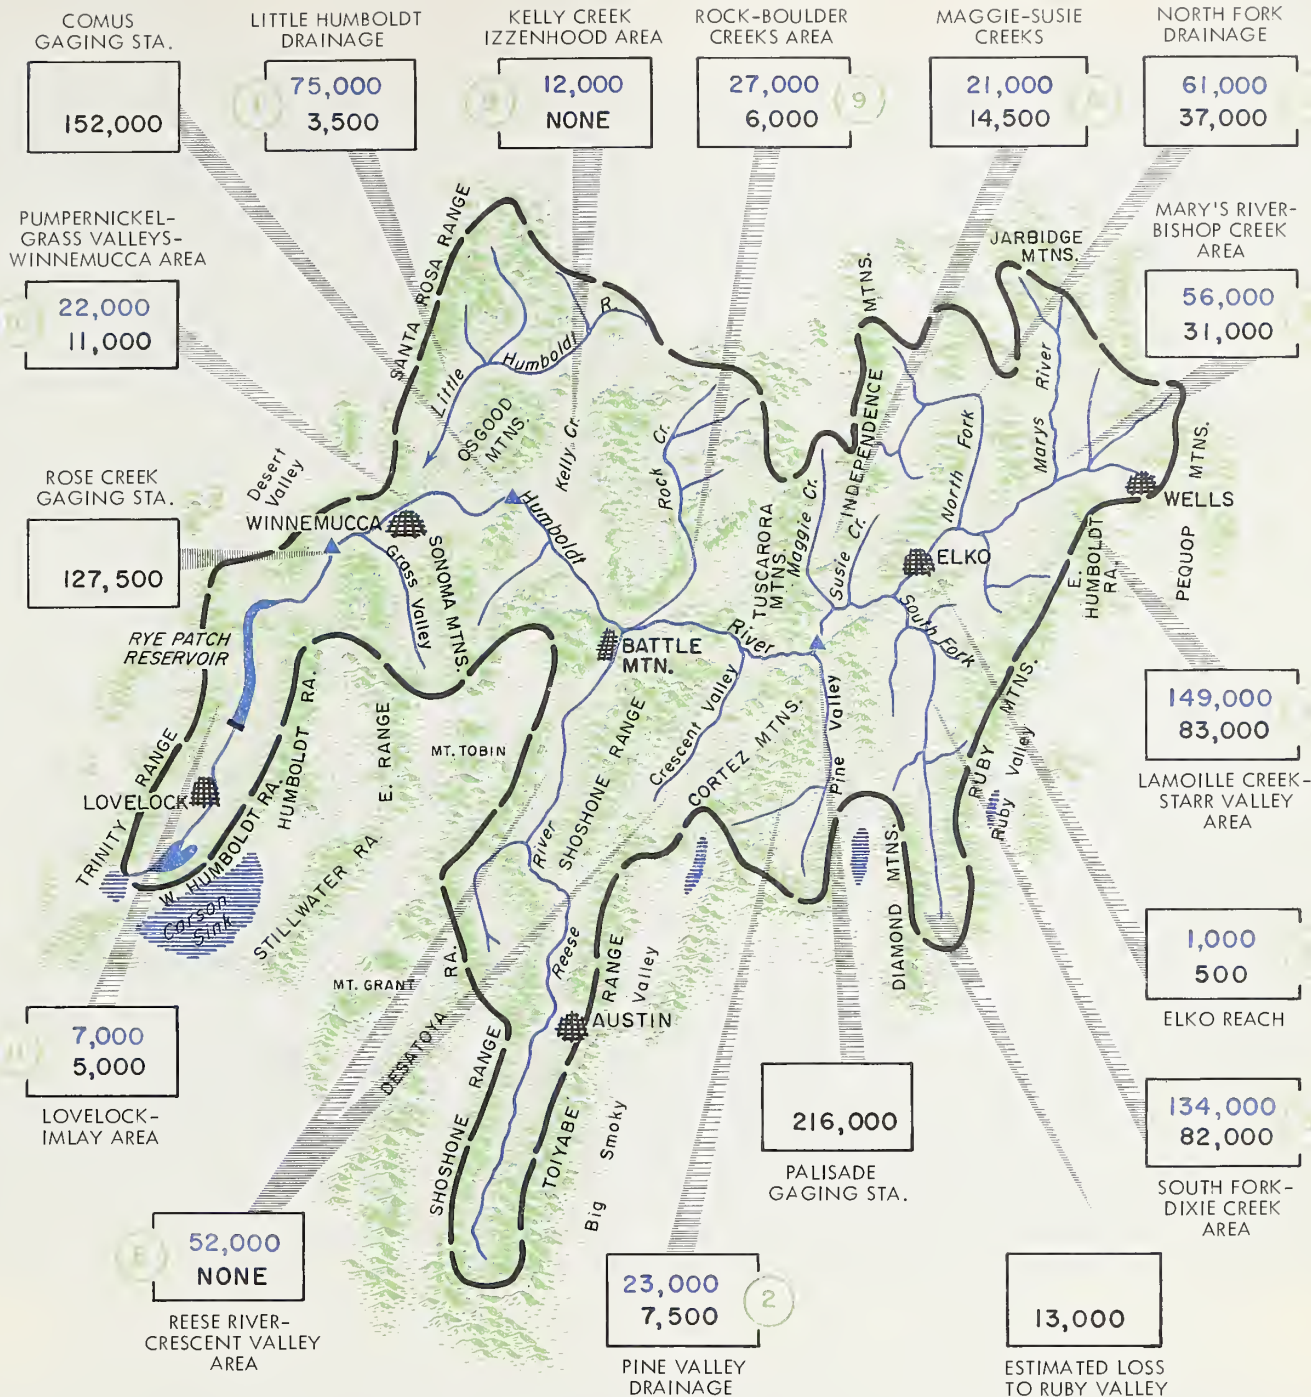 COMUS
GAGING STA.
152,000
LITTLE HUMBOLDT
DRAINAGE
75,000
3,500
KELLY CREEK
IZZENHOOD AREA
12,000
NONE
ROCK-BOULDER
CREEKS AREA
27,000
6,000
9
MAGGIE-SUSIE
CREEKS
21,000
14,500
NORTH FORK
DRAINAGE
61,000
37,000
PUMPERNICKEL-
GRASS VALLEYS-
WINNEMUCCA AREA
22,000
11,000
MARY'S RIVER-
BISHOP CREEK
AREA
56,000
31,000
ROSE CREEK
GAGING STA.
127,500
SANTA ROSA RANGE
JARBIDGE
MTNS.
INDEPENDENCE MTNS.
Little Humboldt R.
OSGOOD
MTNS.
Kelly Cr.
Rock Cr.
Maggie Cr.
Susie Cr.
TUSCARORA
MTNS.
North Fork
North Fork
Marys River
PEQUOP MTNS.
WELLS
Desert
Valley
WINNEMUCCA
Humboldt
SONOMA MTNS.
Grass Valley
ELKO
E.
HUMBOLDT
RA.
South Fork
RYE PATCH
RESERVOIR
BATTLE
MTN.
River
Crescent Valley
CORTEZ MTNS.
Pine Valley
RUBY MTNS.
Ruby Valley
HUMBOLDT RA.
E. RANGE
MT. TOBIN
SHOSHONE RANGE
TRINITY RANGE
LOVELOCK
W. HUMBOLDT RA.
Carson
Sink
STILLWATER RA.
River
Reese
DIAMOND MTNS.
MT. GRANT
DESATOYA RA.
AUSTIN
SHOSHONE RANGE
TOIYABE RANGE
Big Smoky Valley
149,000
83,000
LAMOILLE CREEK-
STARR VALLEY
AREA
1,000
500
ELKO REACH
7,000
5,000
LOVELOCK-
IMLAY AREA
216,000
PALISADE
GAGING STA.
134,000
82,000
SOUTH FORK-
DIXIE CREEK
AREA
52,000
NONE
REESE RIVER-
CRESCENT VALLEY
AREA
23,000
7,500
2
PINE VALLEY
DRAINAGE
13,000
ESTIMATED LOSS
TO RUBY VALLEY